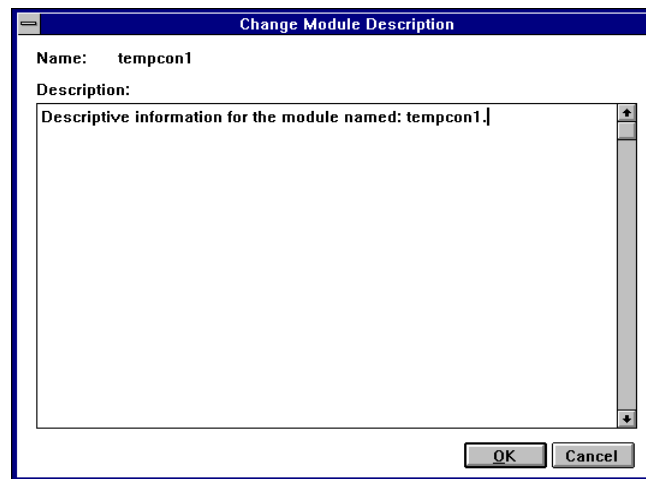 Change Module Description
Name: tempcon1
Description:
Descriptive information for the module named: tempcon1.
OK Cancel